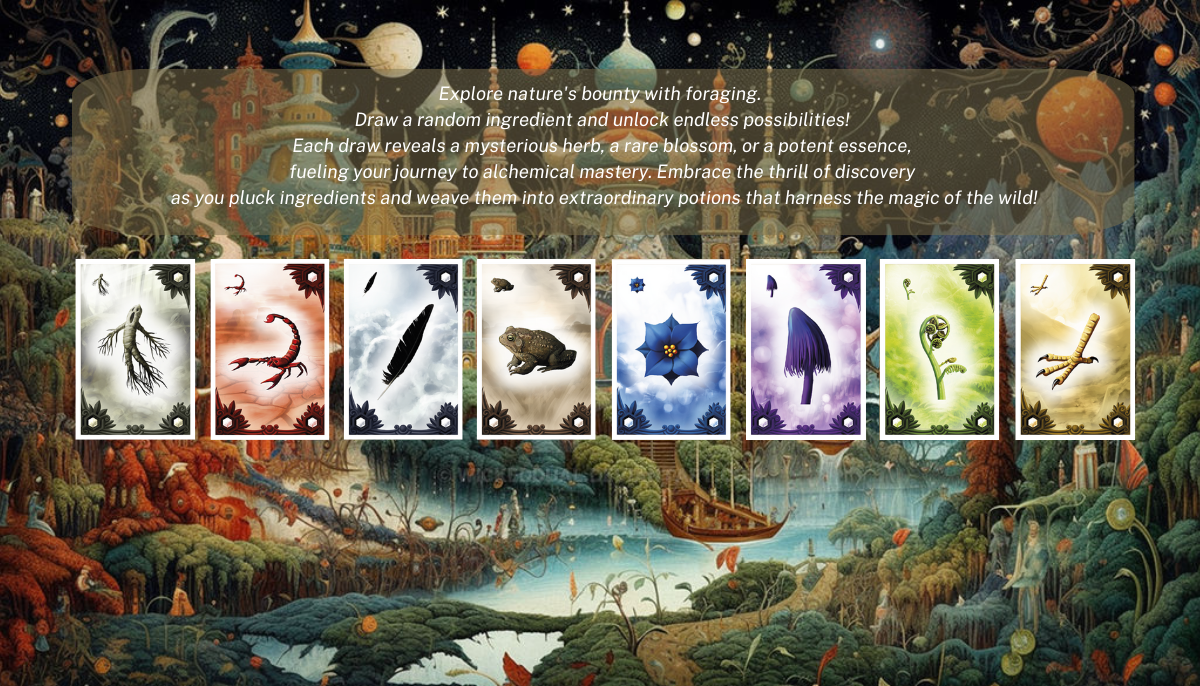 Explore nature's bounty with foraging.
Draw a random ingredient and unlock endless possibilities!
Each draw reveals a mysterious herb, a rare blossom, or a potent essence,
fueling your journey to alchemical mastery. Embrace the thrill of discovery
as you pluck ingredients and weave them into extraordinary potions that harness the magic of the wild!